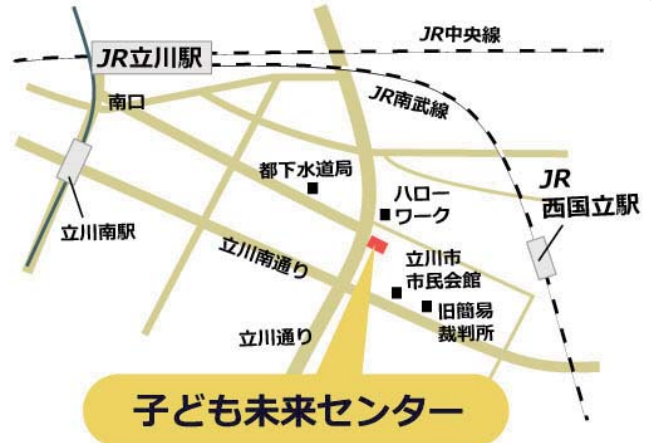 JR中央線
JR立川駅
JR南武線
南口
都下水道局
ハロー
ワーク
JR
西国立駅
立川南駅
立川南通り
立川市
市民会館
旧簡易
裁判所
立川通り
子ども未来センター